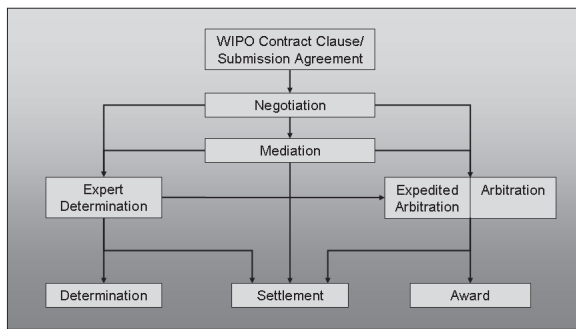 WIPO Contract Clause/
Submission Agreement
Negotiation
Mediation
Expert
Determination
Expedited
Arbitration
Arbitration
Determination
Settlement
Award